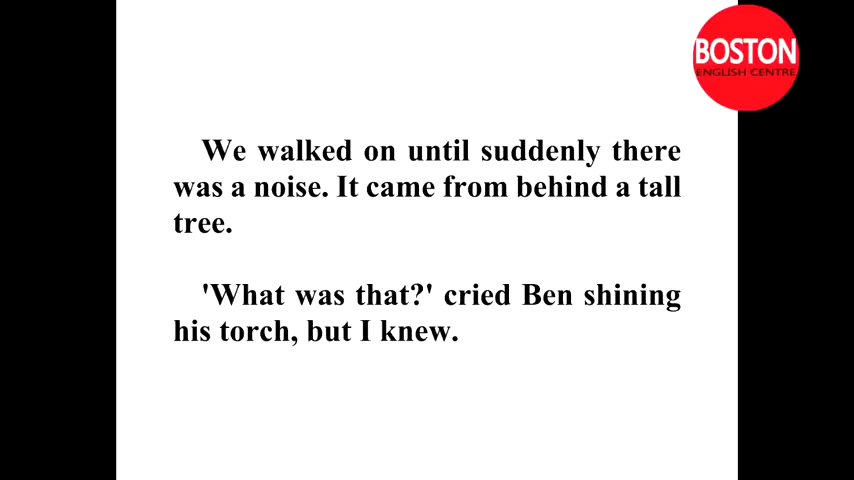 BOSTON
ENGLISH CENTRE
We walked on until suddenly there
was a noise. It came from behind a tall
tree.
'What was that?' cried Ben shining
his torch, but I knew.